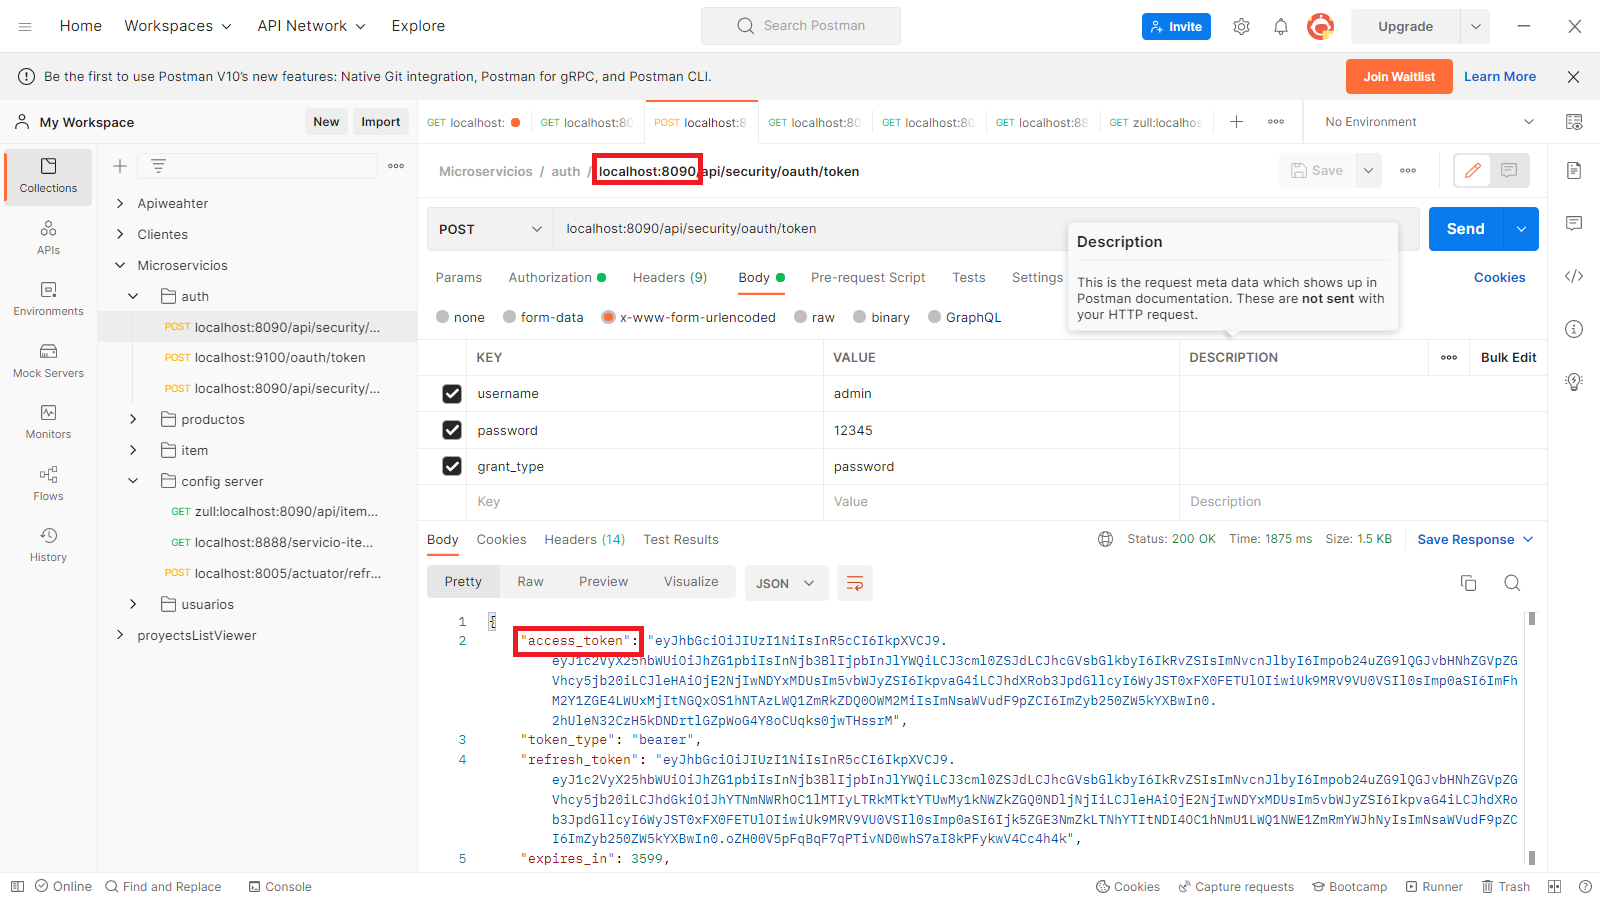 Home
Workspaces
API Network
Explore
Search Postman
Invite
Upgrade
Be the first to use Postman V10's new features: Native Git integration, Postman for gRPC, and Postman CLI.
Join Waitlist
Learn More
My Workspace
New
Import
GET localhost:
GET localhost:80
POST localhost:8
GET localhost:80
GET localhost:80
GET localhost:88
GET zull:localhos
No Environment
Collections
APIs
Environments
Mock Servers
Monitors
Flows
History
Apiweahter
Clientes
Microservicios
auth
POST localhost:8090/api/security/...
POST localhost:9100/oauth/token
POST localhost:8090/api/security/...
productos
item
config server
GET zull:localhost:8090/api/item...
GET localhost:8888/servicio-ite...
POST localhost:8005/actuator/refr...
usuarios
proyectsListViewer
Microservicios / auth / localhost:8090/api/security/oauth/token
Save
POST
localhost:8090/api/security/oauth/token
Send
Description
This is the request meta data which shows up in
Postman documentation. These are not sent with
your HTTP request.
Params
Authorization
Headers (9)
Body
Pre-request Script
Tests
Settings
Cookies
none
form-data
x-www-form-urlencoded
raw
binary
GraphQL
KEY
VALUE
DESCRIPTION
Bulk Edit
username
admin
password
12345
grant_type
password
Key
Value
Description
Body
Cookies
Headers (14)
Test Results
Status: 200 OK
Time: 1875 ms
Size: 1.5 KB
Save Response
Pretty
Raw
Preview
Visualize
JSON
1 {
2 "access_token": "eyJhbGciOiJIUzI1NiIsInR5cCI6IkpXVCJ9.
eyJ1c2VyX25hbWUiOiJhZG1pbiIsInNjb3BlIjpbInJlYWQiLCJ3cml0ZSJdLCJhcGVsbGlkbyI6IkRvZSIsImNvcnJlbyI6Impob24uZG9lQGJvbHNhZGVpZG
Vhcy5jb20iLCJleHAiOjE2NjIwNDYxMDUsIm5vbWJyZSI6IkpvaG4iLCJhdXRob3JpdGllcyI6WyJST0xFX0FETUlOIiwiUk9MRV9VU0VSIl0sImp0aSI6ImFh
M2Y1ZGE4LWUxMjItNGQxOS1hNTAzLWQ1ZmRkZDQ0OWM2MiIsImNsaWVudF9pZCI6ImZyb250ZW5kYXBwIn0.
2hUleN32CzH5kDNDrtlGZpWoG4Y8oCUqks0jwTHssrM",
3 "token_type": "bearer",
4 "refresh_token": "eyJhbGciOiJIUzI1NiIsInR5cCI6IkpXVCJ9.
eyJ1c2VyX25hbWUiOiJhZG1pbiIsInNjb3BlIjpbInJlYWQiLCJ3cml0ZSJdLCJhcGVsbGlkbyI6IkRvZSIsImNvcnJlbyI6Impob24uZG9lQGJvbHNhZGVpZG
Vhcy5jb20iLCJhdGkiOiJhYTNmNWRhOC1lMTIyLTRkMTktYTUwMy1kNWZkZGQ0NDljNjIiLCJleHAiOjE2NjIwNDYxMDUsIm5vbWJyZSI6IkpvaG4iLCJhdXRo
b3JpdGllcyI6WyJST0xFX0FETUlOIiwiUk9MRV9VU0VSIl0sImp0aSI6Ijk5ZGE3NmZkLTNhYTItNDI4OC1hNmU1LWQ1NWE1ZmRmYWJhNyIsImNsaWVudF9pZC
I6ImZyb250ZW5kYXBwIn0.oZH00V5pFqBqF7qPTivND0whS7aI8kPFykwV4Cc4h4k",
5 "expires_in": 3599,
Online
Find and Replace
Console
Cookies
Capture requests
Bootcamp
Runner
Trash